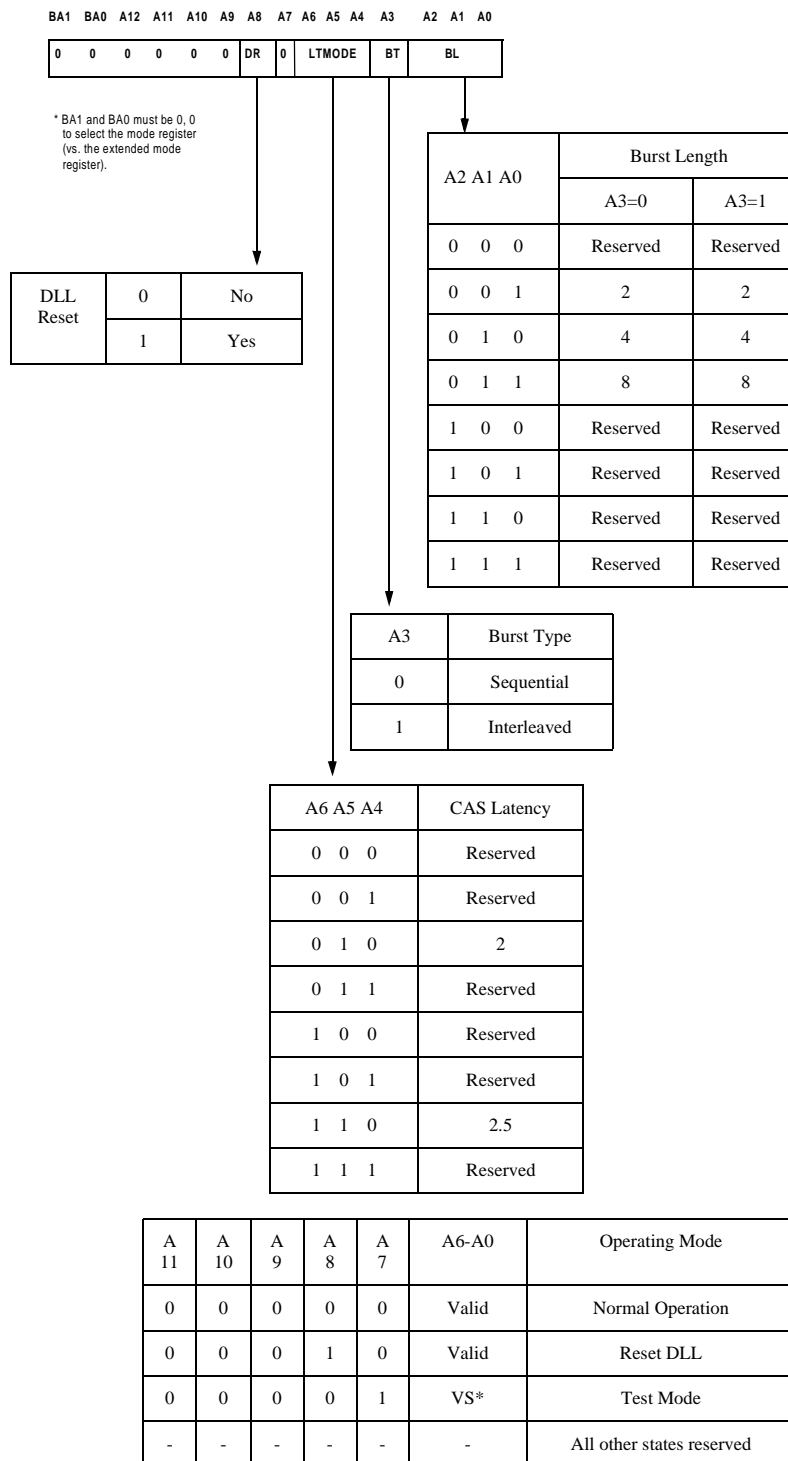 BA1 BA0 A12 A11 A10 A9 A8 A7 A6 A5 A4 A3 A2 A1 A0
0 0 0 0 0 0 DR 0 LTMODE BT BL
* BA1 and BA0 must be 0, 0
to select the mode register
(vs. the extended mode
register).
A2 A1 A0 Burst Length
A3=0 A3=1
0 0 0 Reserved Reserved
0 0 1 2 2
0 1 0 4 4
0 1 1 8 8
1 0 0 Reserved Reserved
1 0 1 Reserved Reserved
1 1 0 Reserved Reserved
1 1 1 Reserved Reserved
DLL
Reset
0 No
1 Yes
A3 Burst Type
0 Sequential
1 Interleaved
A6 A5 A4 CAS Latency
0 0 0 Reserved
0 0 1 Reserved
0 1 0 2
0 1 1 Reserved
1 0 0 Reserved
1 0 1 Reserved
1 1 0 2.5
1 1 1 Reserved
A A A A A A6-A0 Operating Mode
11 10 9 8 7
0 0 0 0 0 Valid Normal Operation
0 0 0 1 0 Valid Reset DLL
0 0 0 0 1 VS* Test Mode
- - - - - - All other states reserved